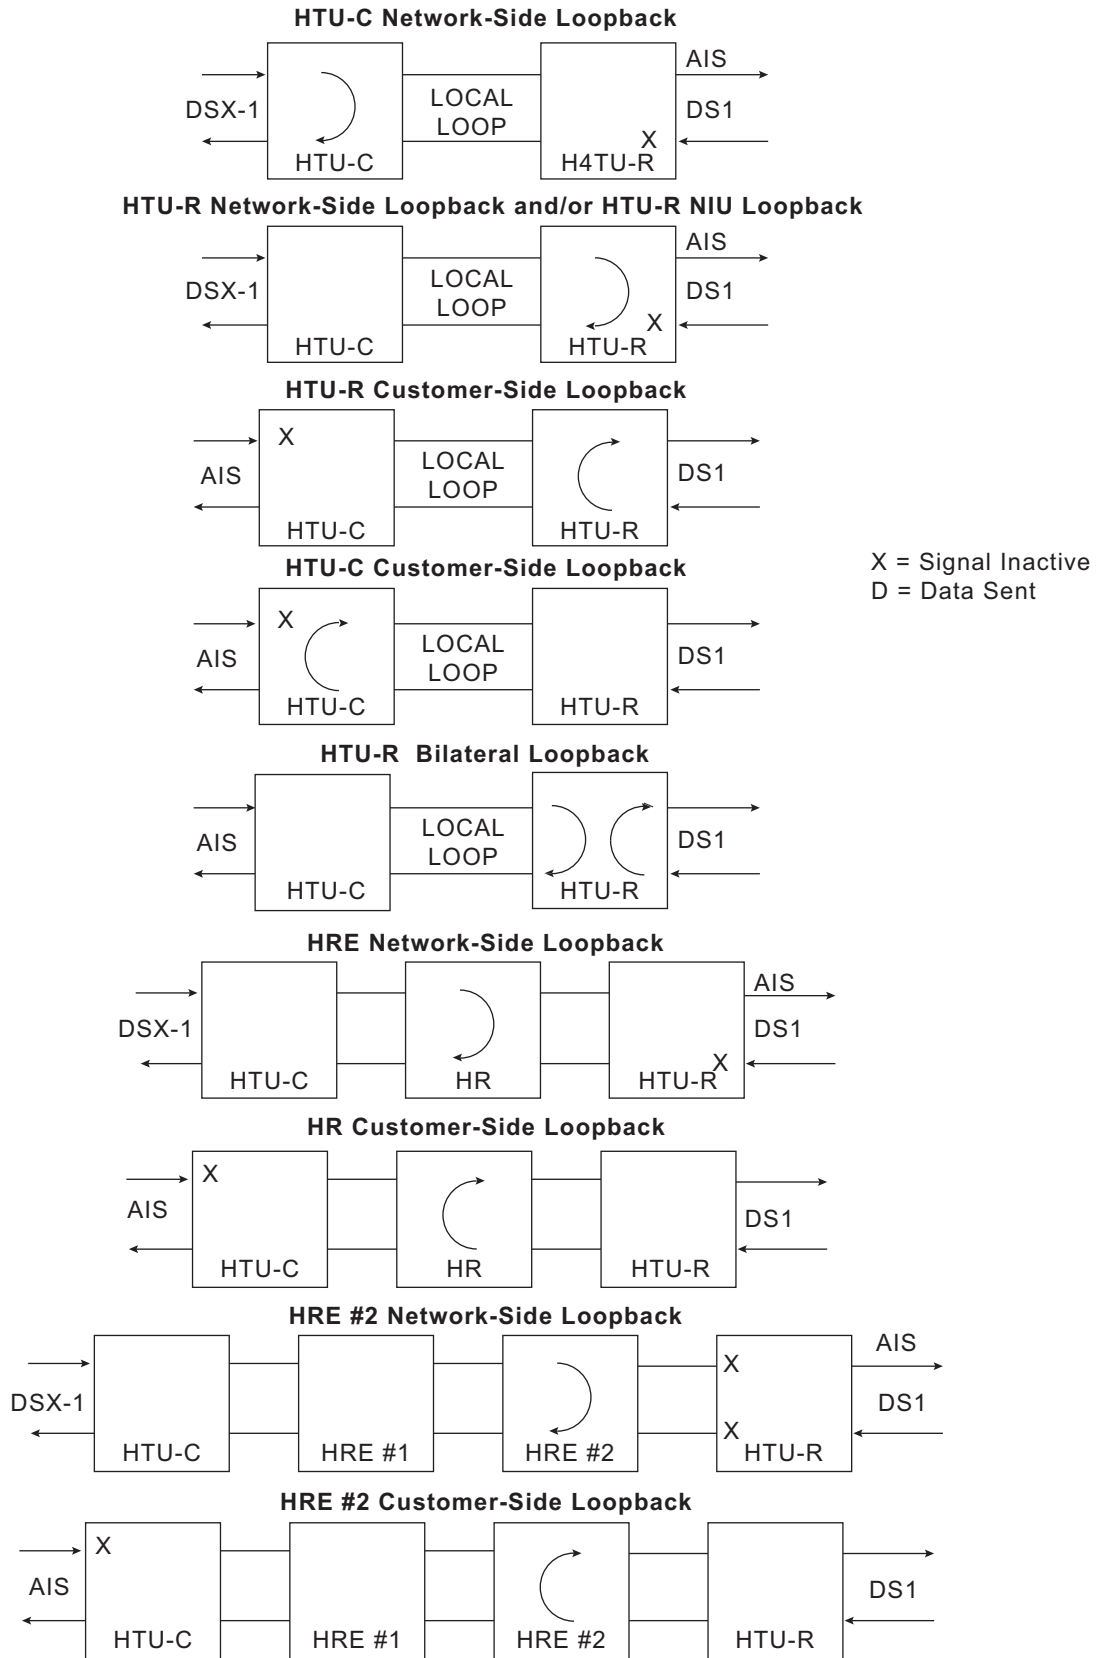 HTU-C Network-Side Loopback
AIS
DSX-1
LOCAL
LOOP
DS1
X
HTU-C
H4TU-R
HTU-R Network-Side Loopback and/or HTU-R NIU Loopback
AIS
DSX-1
LOCAL
LOOP
DS1
X
HTU-C
HTU-R
HTU-R Customer-Side Loopback
X
AIS
LOCAL
LOOP
DS1
HTU-C
HTU-R
X = Signal Inactive
D = Data Sent
HTU-C Customer-Side Loopback
X
AIS
LOCAL
LOOP
DS1
HTU-C
HTU-R
HTU-R Bilateral Loopback
AIS
LOCAL
LOOP
DS1
HTU-C
HTU-R
HRE Network-Side Loopback
AIS
DSX-1
DS1
X
HTU-C
HR
HTU-R
HR Customer-Side Loopback
X
AIS
DS1
HTU-C
HR
HTU-R
HRE #2 Network-Side Loopback
AIS
X
DSX-1
DS1
X
HTU-C
HRE #1
HRE #2
HTU-R
HRE #2 Customer-Side Loopback
X
AIS
DS1
HTU-C
HRE #1
HRE #2
HTU-R